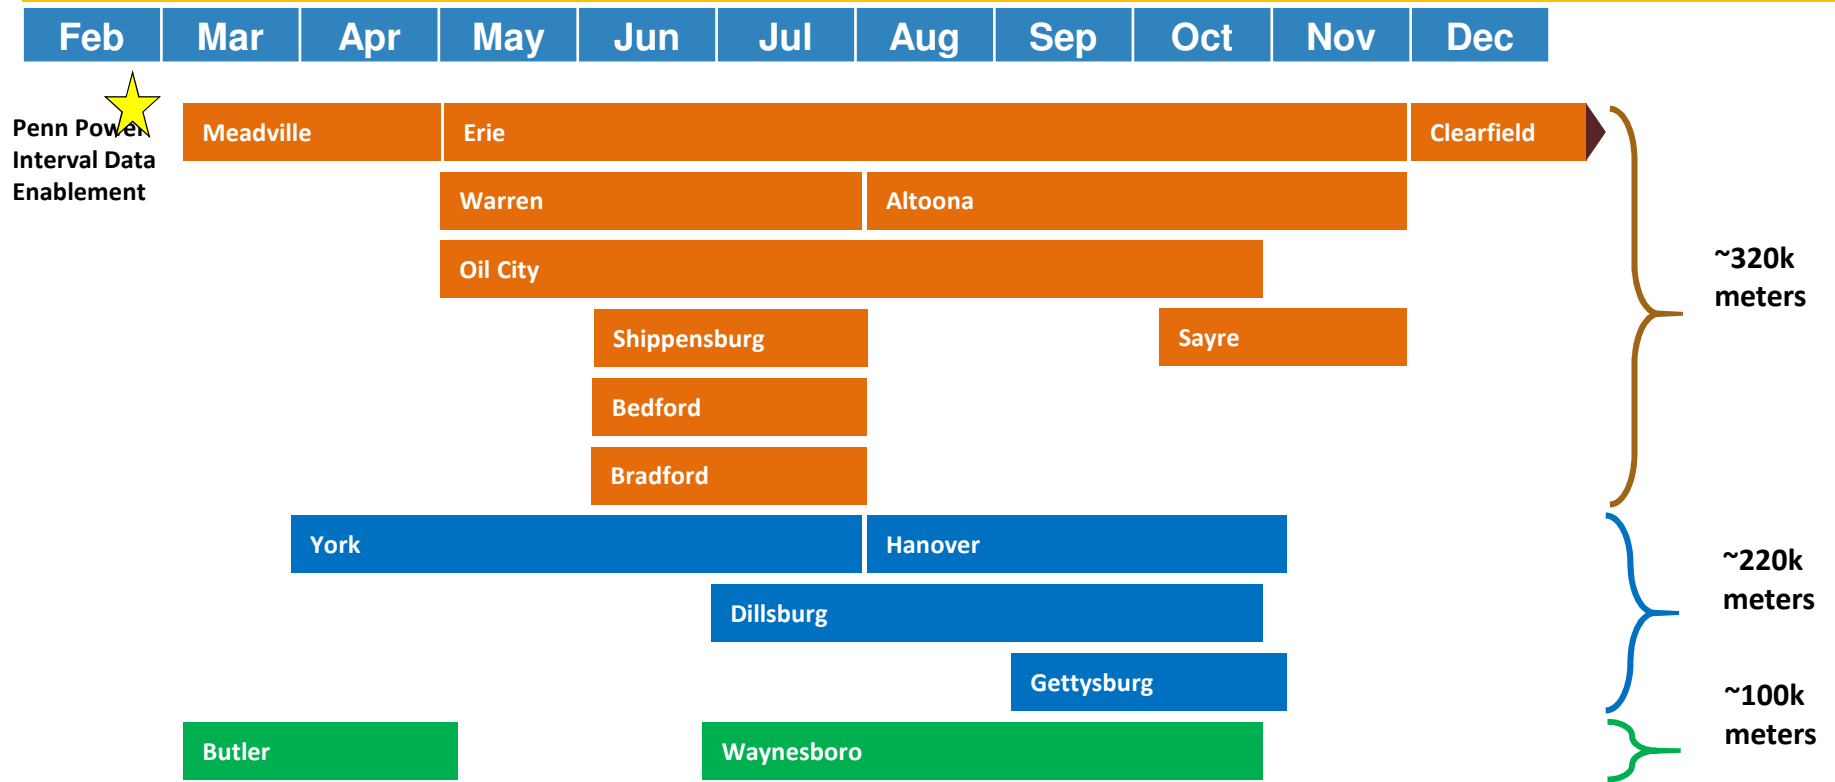 Feb Mar Apr May Jun Jul Aug Sep Oct Nov Dec
Penn Power
Interval Data
Enablement
Meadville Erie Clearfield
Warren Altoona
Oil City
Shippensburg Sayre
Bedford
Bradford
~320k
meters
York Hanover
Dillsburg
Gettysburg
~220k
meters
Butler Waynesboro
~100k
meters